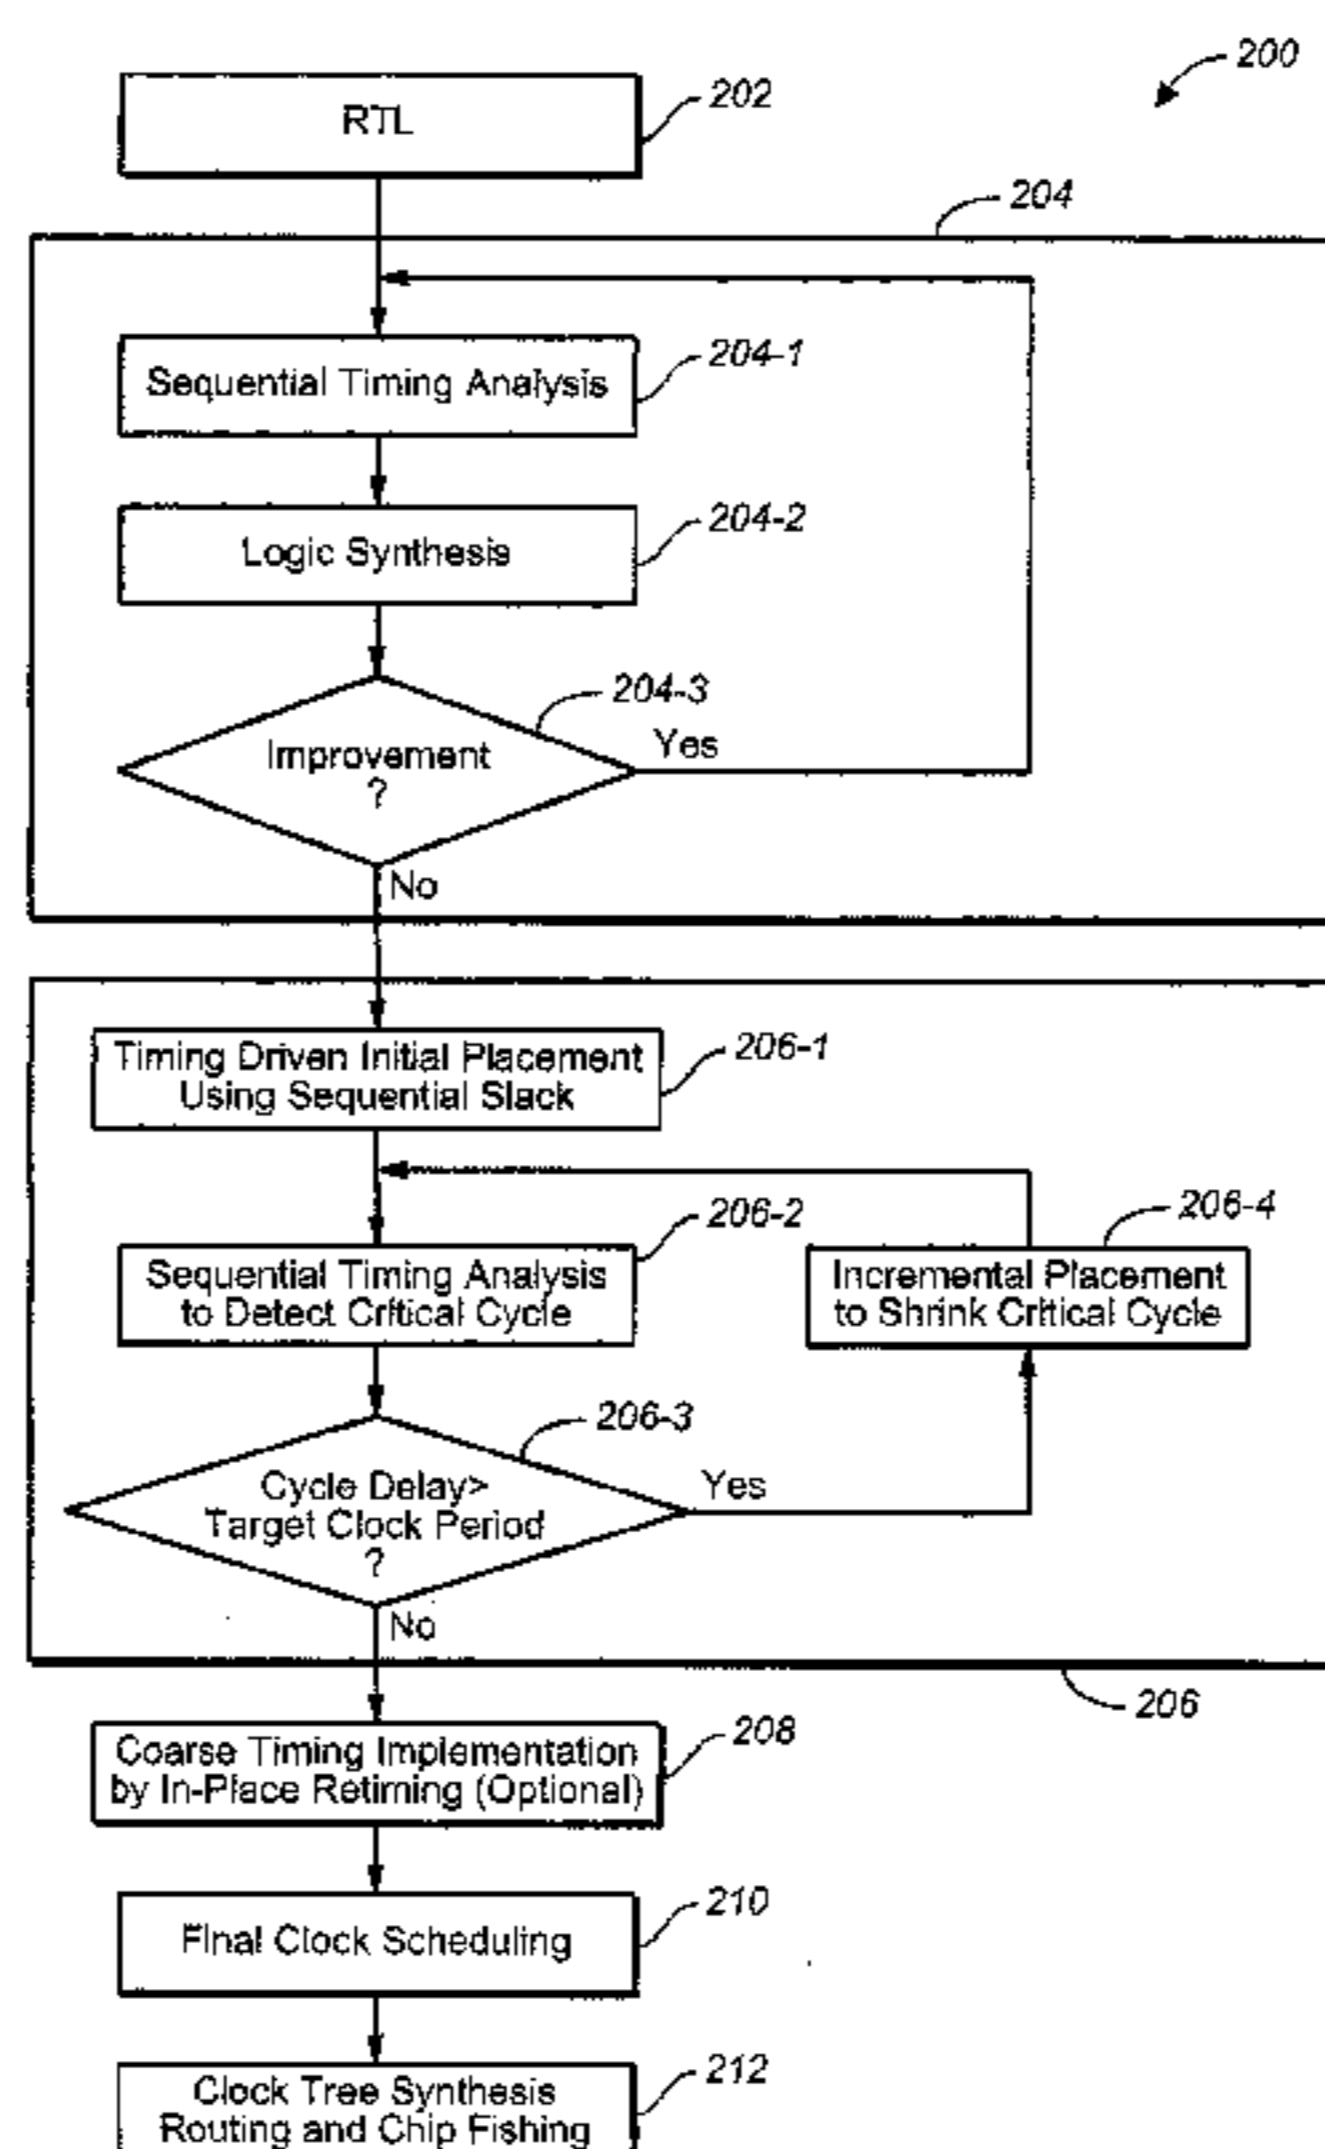 200
RTL
202
204
Sequential Timing Analysis
204-1
Logic Synthesis
204-2
204-3
Improvement
?
Yes
No
Timing Driven Initial Placement
Using Sequential Slack
206-1
Sequential Timing Analysis
to Detect Critical Cycle
206-2
Incremental Placement
to Shrink Critical Cycle
206-4
206-3
Cycle Delay>
Target Clock Period
?
Yes
No
206
Coarse Timing Implementation
by In-Place Retiming (Optional)
208
Final Clock Scheduling
210
Clock Tree Synthesis
Routing and Chip Fishing
212